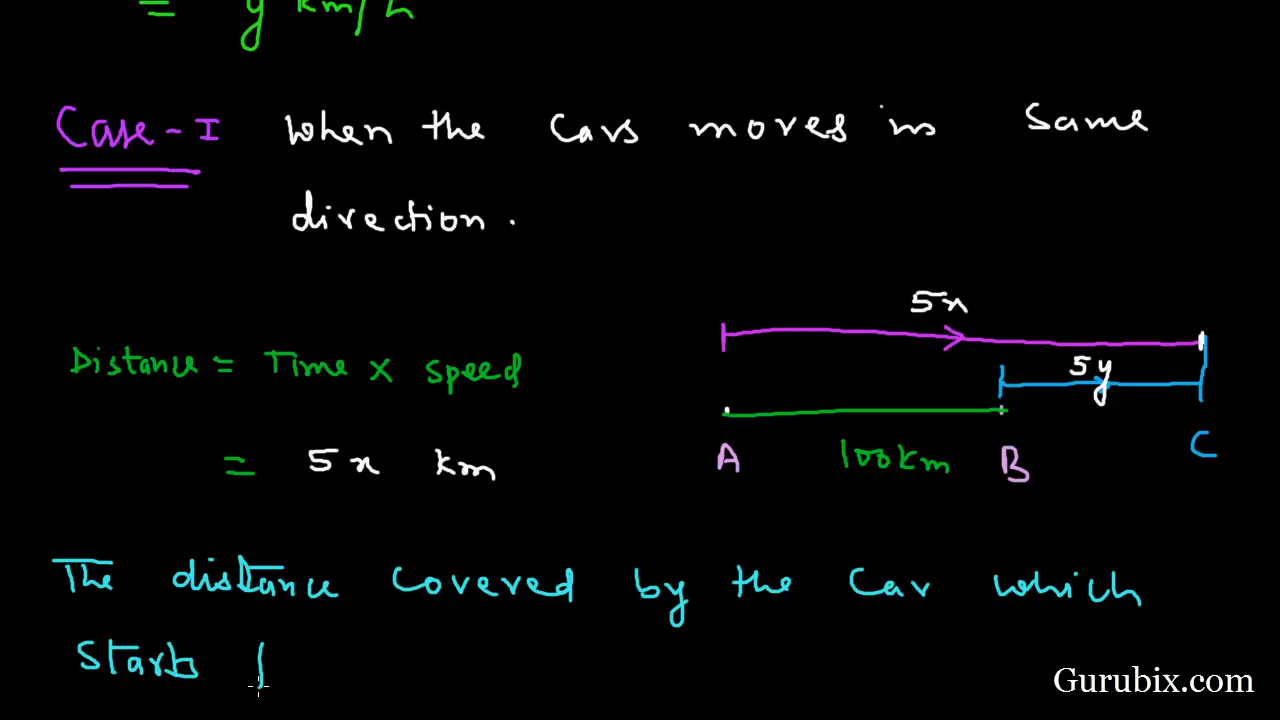 = y km/h
Case-I When the Cars moves in Same
direction.
5x
Distance = Time × speed
5y
= 5x km
A 100km B C
The distance covered by the Car which
Starts f
Gurubix.com